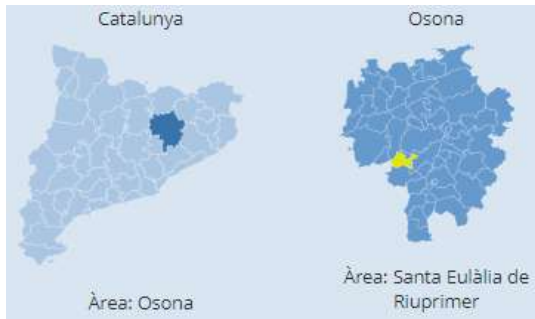 Catalunya
Osona
Àrea: Osona
Àrea: Santa Eulàlia de
Riuprimer